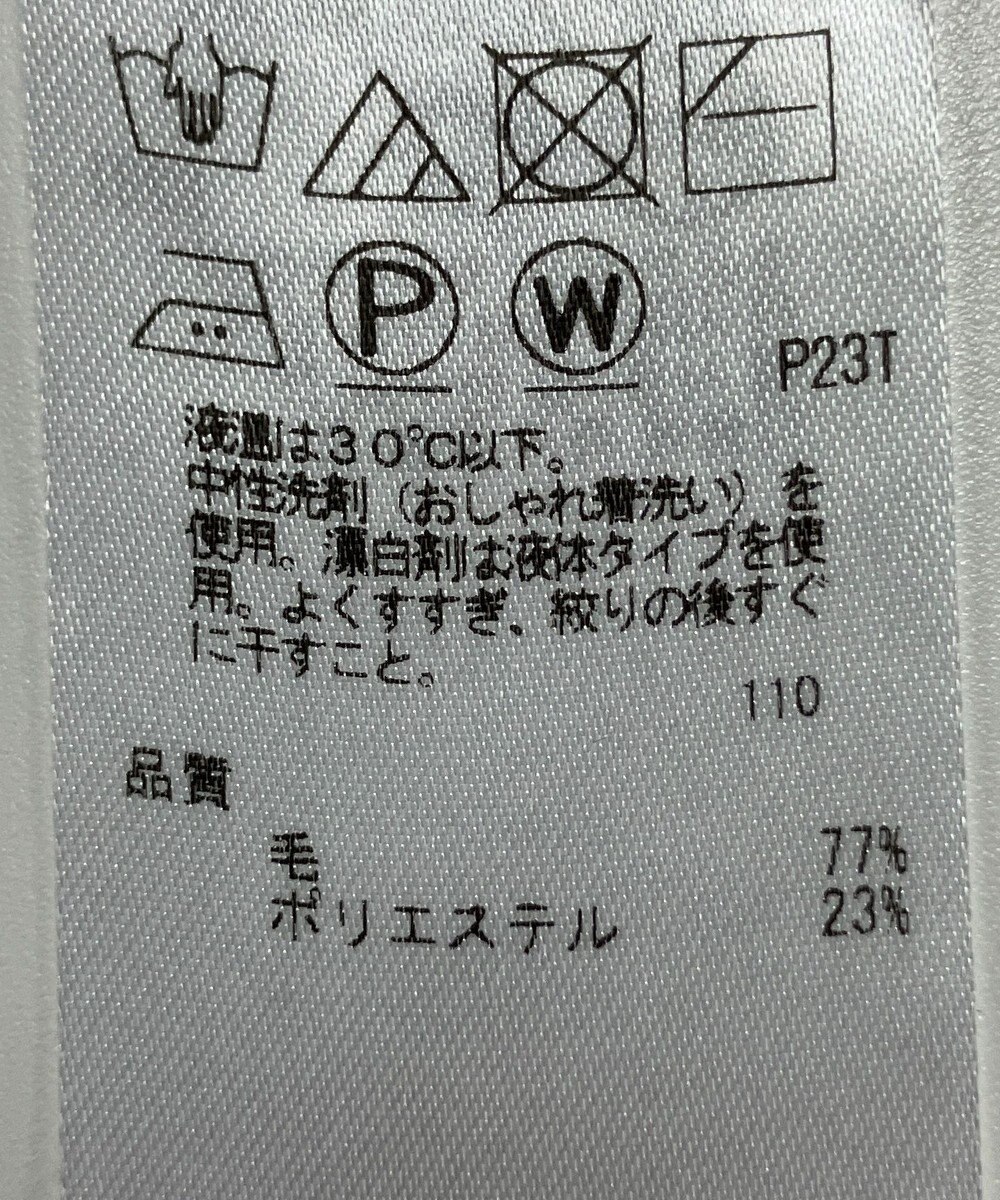 P W
P23T
液温は30℃以下。
中性洗剤(おしゃれ着洗い)を
使用。漂白剤は液体タイプを使
用。よくすすぎ、絞りの後すぐ
に干すこと。
110
品質
毛 77%
ポリエステル 23%